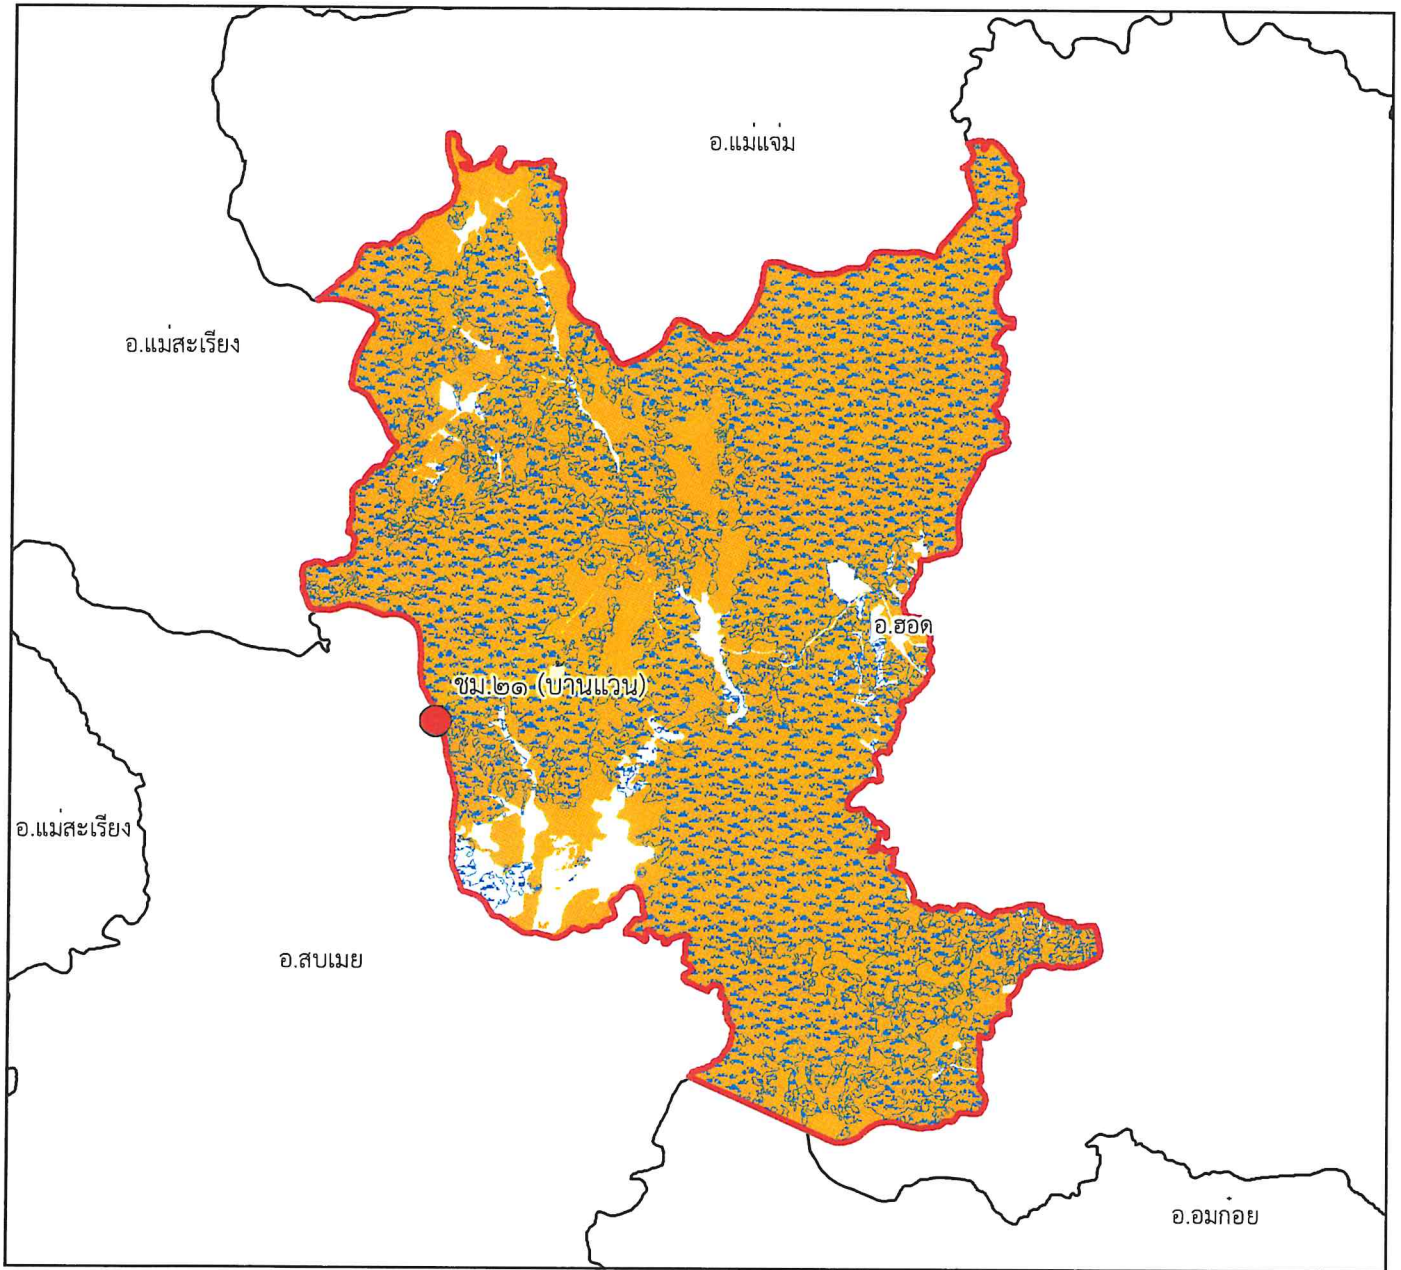 อ.แม่แจ่ม
อ.แม่สะเรียง
อ.ฮอด
ชม.๒๑ (บ้านแวน)
อ.แม่สะเรียง
อ.สบเมย
อ.อมก๋อย